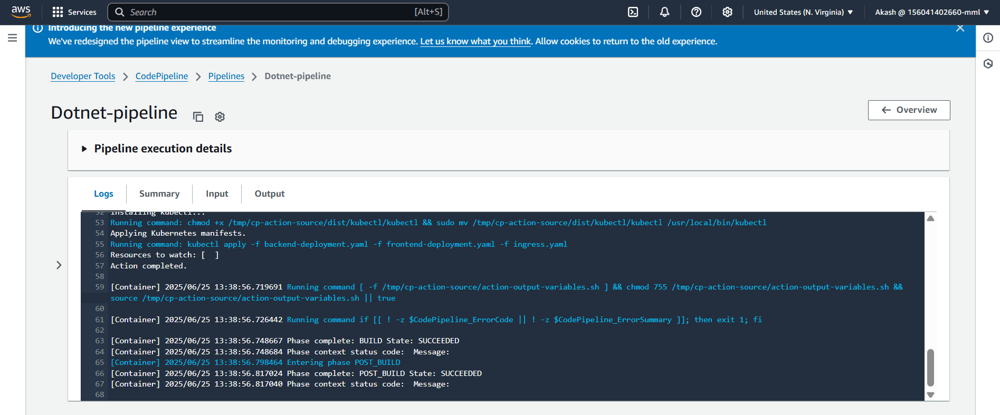 aws Services Search [Alt+S] United States (N. Virginia) Akash @ 156041402660-mml
Introducing the new pipeline experience
We've redesigned the pipeline view to streamline the monitoring and debugging experience. Let us know what you think. Allow cookies to return to the old experience.
Developer Tools > CodePipeline > Pipelines > Dotnet-pipeline
Dotnet-pipeline
← Overview
Pipeline execution details
Logs Summary Input Output
52 Installing Kubectl...
53 Running command: chmod +x /tmp/cp-action-source/dist/kubectl/kubectl && sudo mv /tmp/cp-action-source/dist/kubectl/kubectl /usr/local/bin/kubectl
54 Applying Kubernetes manifests.
55 Running command: kubectl apply -f backend-deployment.yaml -f frontend-deployment.yaml -f ingress.yaml
56 Resources to watch: [  ]
57 Action completed.
58
59 [Container] 2025/06/25 13:38:56.719691 Running command [ -f /tmp/cp-action-source/action-output-variables.sh ] && chmod 755 /tmp/cp-action-source/action-output-variables.sh &&
source /tmp/cp-action-source/action-output-variables.sh || true
60
61 [Container] 2025/06/25 13:38:56.726442 Running command if [[ ! -z $CodePipeline_ErrorCode || ! -z $CodePipeline_ErrorSummary ]]; then exit 1; fi
62
63 [Container] 2025/06/25 13:38:56.748667 Phase complete: BUILD State: SUCCEEDED
64 [Container] 2025/06/25 13:38:56.748684 Phase context status code:  Message:
65 [Container] 2025/06/25 13:38:56.798464 Entering phase POST_BUILD
66 [Container] 2025/06/25 13:38:56.817024 Phase complete: POST_BUILD State: SUCCEEDED
67 [Container] 2025/06/25 13:38:56.817040 Phase context status code:  Message:
68